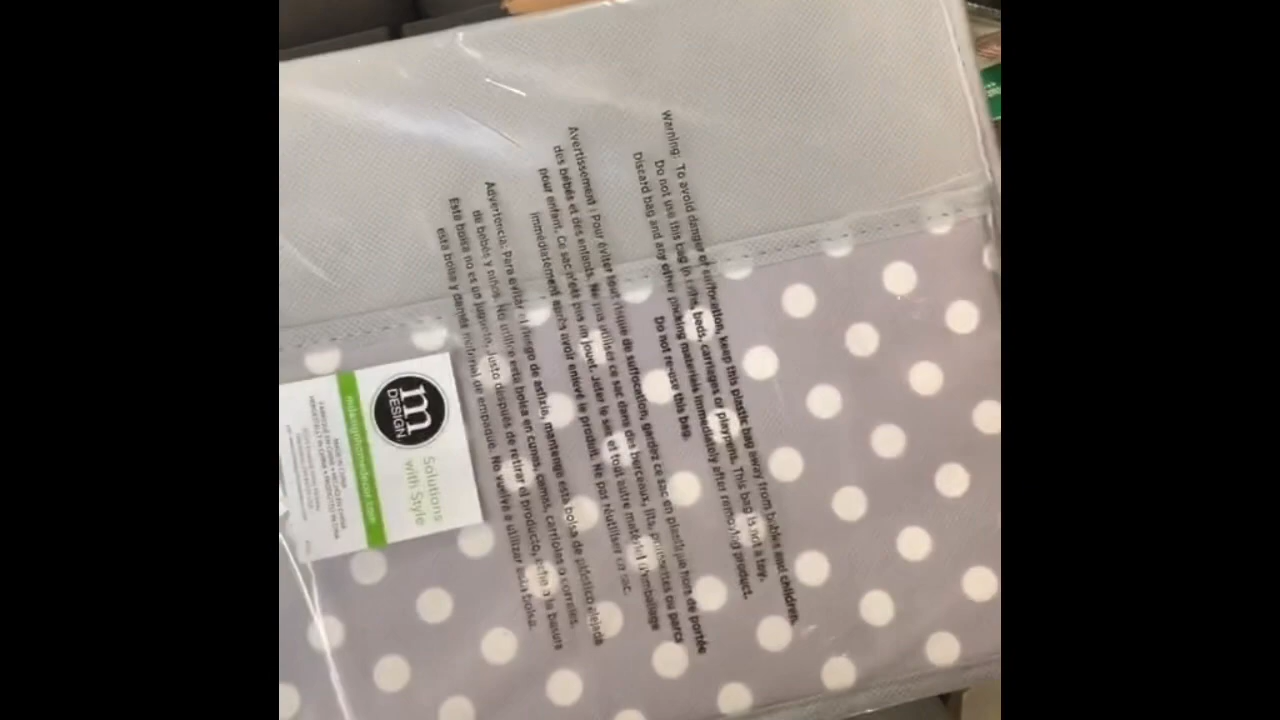 Warning: To avoid danger of suffocation, keep this plastic bag away from babies and children.
Do not use this bag in cribs, beds, carriages or playpens. This bag is not a toy.
Discard bag and any other packing materials immediately after removing product.
Do not re-use this bag.
Avertissement : Pour éviter tout risque de suffocation, gardez ce sac en plastique hors de portée
des bébés et des enfants. Ne pas utiliser ce sac dans des berceaux, lits, poussettes ou parcs
pour enfant. Ce sac n'est pas un jouet. Jeter le sac et tout autre matériel d'emballage
immédiatement après avoir enlevé le produit. Ne pas réutiliser ce sac.
Advertencia: Para evitar el riesgo de asfixia, mantenga esta bolsa de plástico alejada
de bebés y niños. No utilice esta bolsa en cunas, camas, carriolas o corrales.
Esta bolsa no es un juguete. Justo después de retirar el producto, eche a la basura
esta bolsa y demás material de empaque. No vuelva a utilizar esta bolsa.
m
DESIGN
Solutions
with Style
mdesignhomedecor.com
MADE IN CHINA